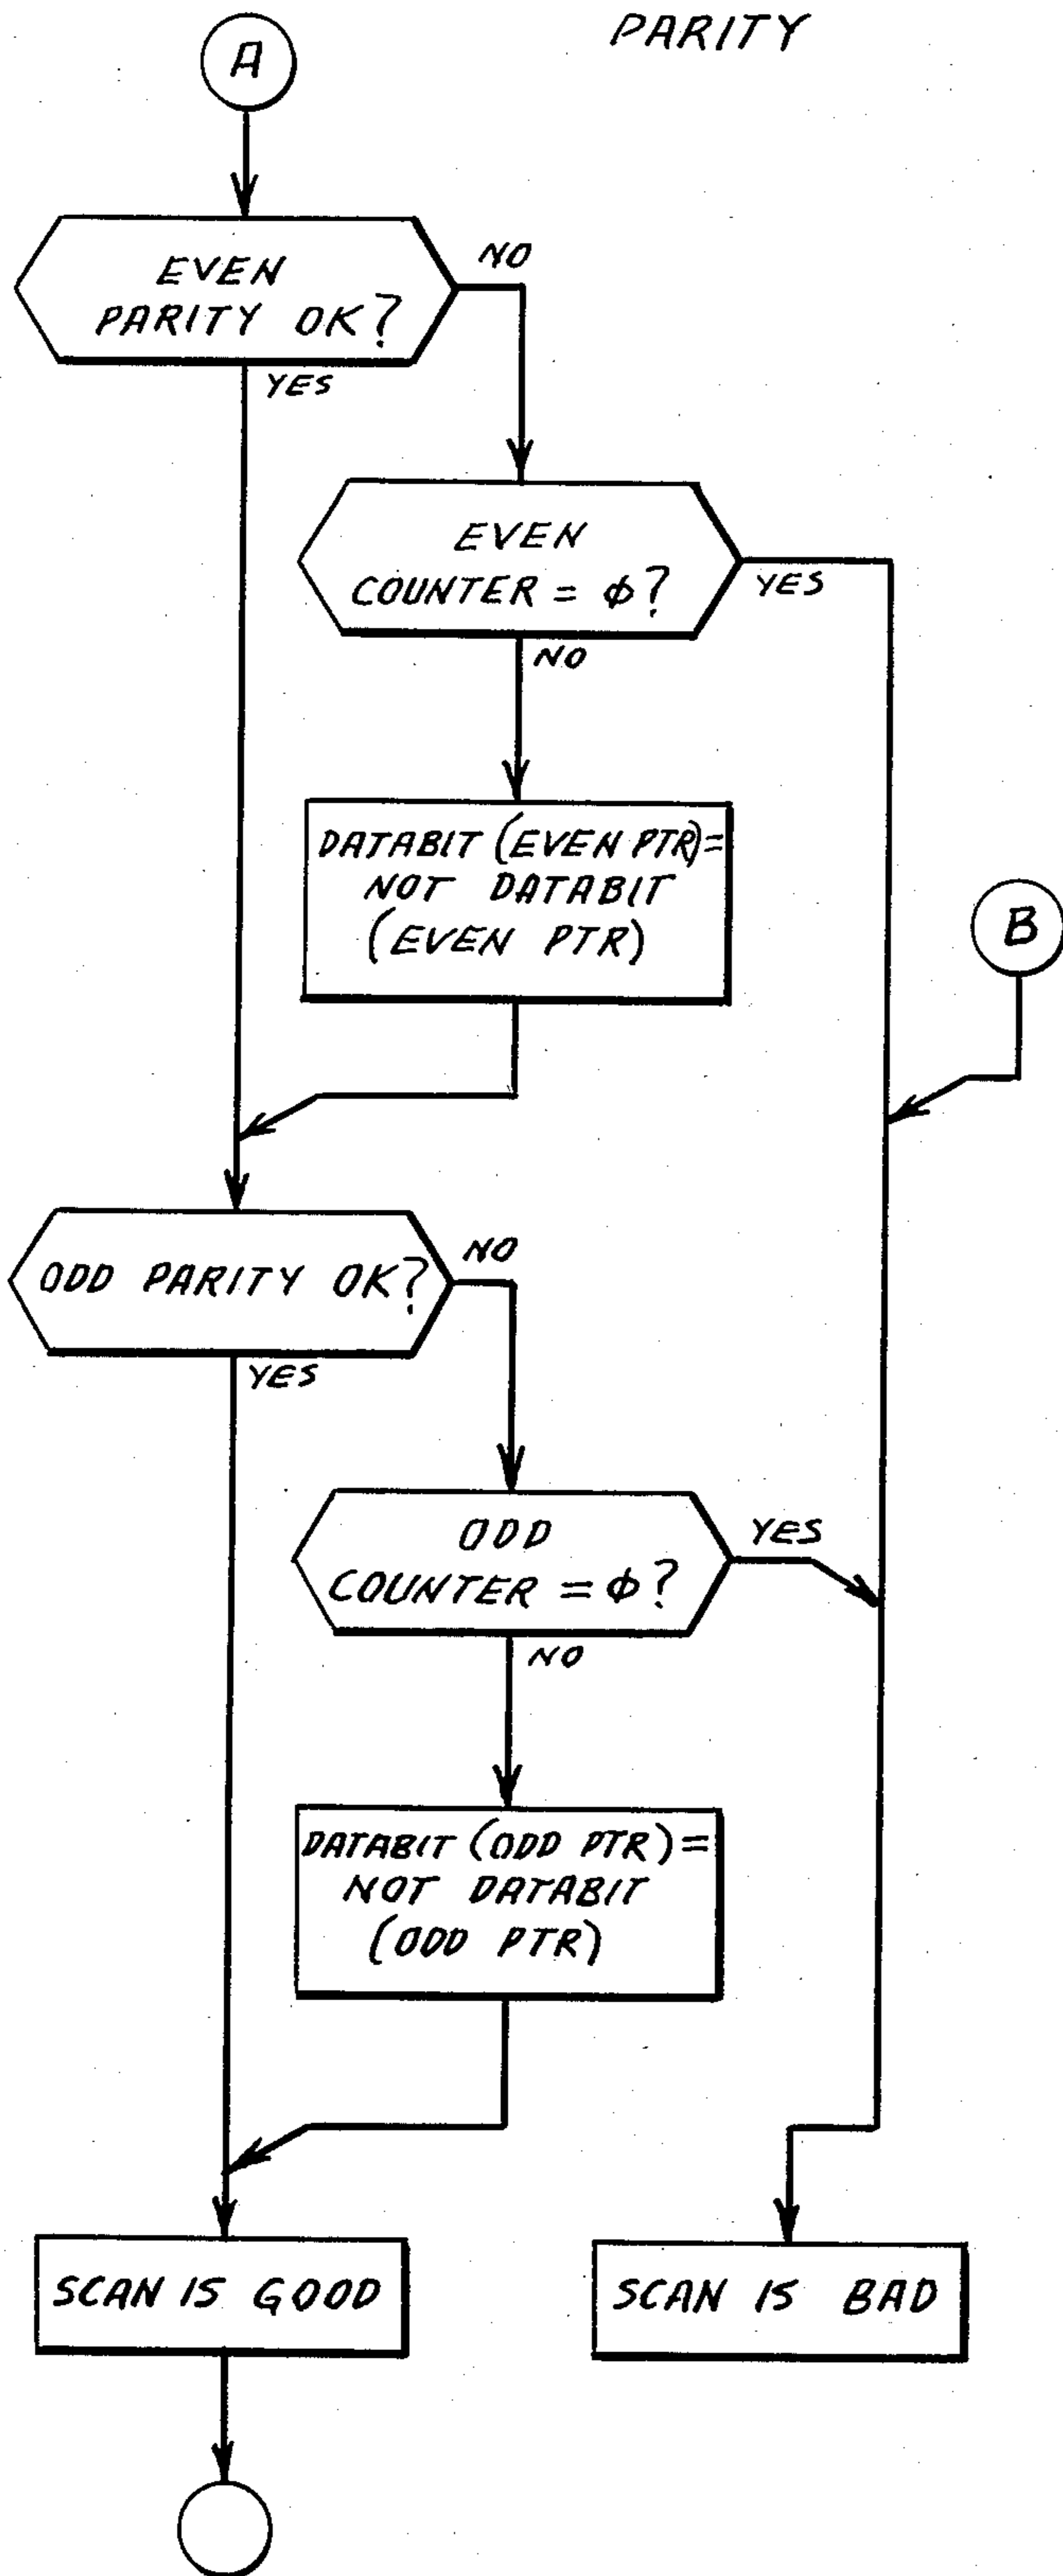 PARITY
A
EVEN
PARITY OK?
NO
YES
EVEN
COUNTER = φ?
YES
NO
DATABIT (EVEN PTR)=
NOT DATABIT
(EVEN PTR)
B
ODD PARITY OK?
NO
YES
ODD
COUNTER = φ?
YES
NO
DATABIT (ODD PTR)=
NOT DATABIT
(ODD PTR)
SCAN IS GOOD
SCAN IS BAD